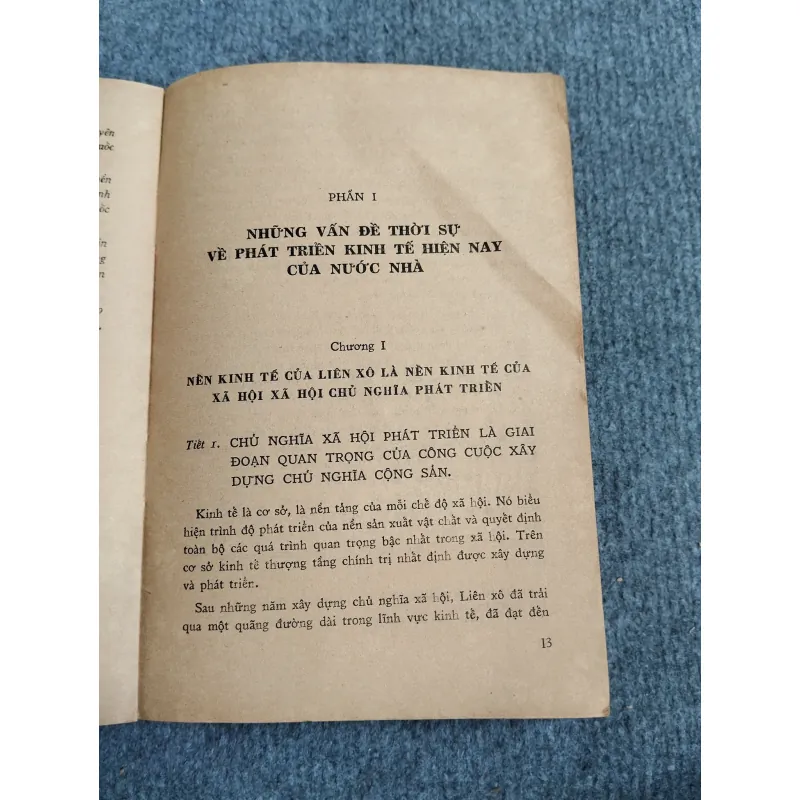 yên
PHẦN I
NHỮNG VẤN ĐỀ THỜI SỰ
VỀ PHÁT TRIỂN KINH TẾ HIỆN NAY
CỦA NƯỚC NHÀ
Chương I
NỀN KINH TẾ CỦA LIÊN XÔ LÀ NỀN KINH TẾ CỦA
XÃ HỘI XÃ HỘI CHỦ NGHĨA PHÁT TRIỂN
Tiết 1. CHỦ NGHĨA XÃ HỘI PHÁT TRIỂN LÀ GIAI
ĐOẠN QUAN TRỌNG CỦA CÔNG CUỘC XÂY
DỰNG CHỦ NGHĨA CỘNG SẢN.
Kinh tế là cơ sở, là nền tảng của mỗi chế độ xã hội. Nó biểu
hiện trình độ phát triển của nền sản xuất vật chất và quyết định
toàn bộ các quá trình quan trọng bậc nhất trong xã hội. Trên
cơ sở kinh tế thượng tầng chính trị nhất định được xây dựng
và phát triển.
Sau những năm xây dựng chủ nghĩa xã hội, Liên xô đã trải
qua một quãng đường dài trong lĩnh vực kinh tế, đã đạt đến
13